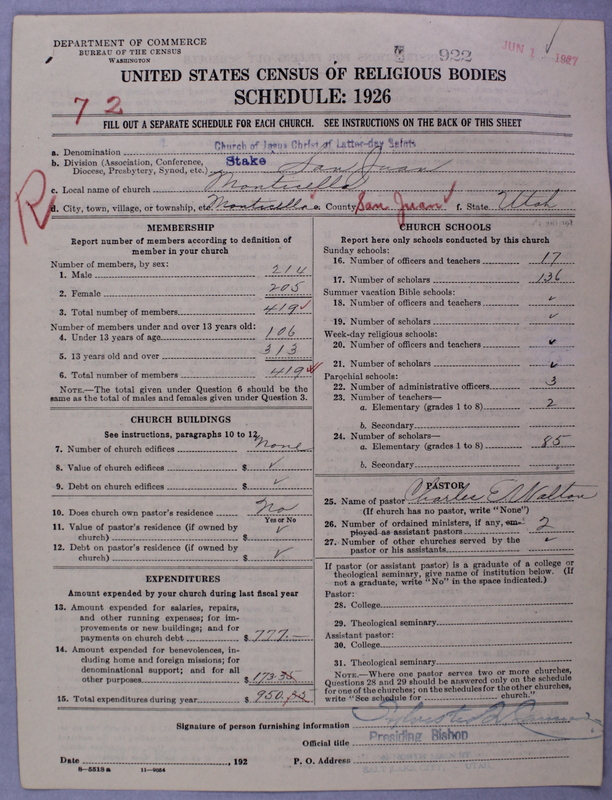 DEPARTMENT OF COMMERCE
BUREAU OF THE CENSUS
WASHINGTON
922
JUN 1 1927
UNITED STATES CENSUS OF RELIGIOUS BODIES
SCHEDULE: 1926
7 2
FILL OUT A SEPARATE SCHEDULE FOR EACH CHURCH. SEE INSTRUCTIONS ON THE BACK OF THIS SHEET
a. Denomination Church of Jesus Christ of Latter-day Saints
b. Division (Association, Conference, Diocese, Presbytery, Synod, etc.) Stake San Juan
c. Local name of church Monticello
R
d. City, town, village, or township, etc. Monticello e. County San Juan f. State Utah
MEMBERSHIP
Report number of members according to definition of
member in your church
Number of members, by sex:
1. Male 214
2. Female 205
3. Total number of members 419
Number of members under and over 13 years old:
4. Under 13 years of age 106
5. 13 years old and over 313
6. Total number of members 419
NOTE.—The total given under Question 6 should be the
same as the total of males and females given under Question 3.
CHURCH BUILDINGS
See instructions, paragraphs 10 to 12
7. Number of church edifices None
8. Value of church edifices $ ✓
9. Debt on church edifices $ ✓
10. Does church own pastor's residence No
Yes or No
11. Value of pastor's residence (if owned by
church) $ ✓
12. Debt on pastor's residence (if owned by
church) $ ✓
EXPENDITURES
Amount expended by your church during last fiscal year
13. Amount expended for salaries, repairs,
and other running expenses; for im-
provements or new buildings; and for
payments on church debt $ 777.—
14. Amount expended for benevolences, in-
cluding home and foreign missions; for
denominational support; and for all
other purposes $ 173.35
15. Total expenditures during year $ 950.
CHURCH SCHOOLS
Report here only schools conducted by this church
Sunday schools:
16. Number of officers and teachers 17
17. Number of scholars 136
Summer vacation Bible schools:
18. Number of officers and teachers ✓
19. Number of scholars ✓
Week-day religious schools:
20. Number of officers and teachers ✓
21. Number of scholars ✓
Parochial schools:
22. Number of administrative officers 3
23. Number of teachers—
a. Elementary (grades 1 to 8) 2
b. Secondary
24. Number of scholars—
a. Elementary (grades 1 to 8) 85
b. Secondary
PASTOR
25. Name of pastor Charles E Walton
(If church has no pastor, write "None")
26. Number of ordained ministers, if any, em-
ployed as assistant pastors 2
27. Number of other churches served by the
pastor or his assistants ✓
If pastor (or assistant pastor) is a graduate of a college or
theological seminary, give name of institution below. (If
not a graduate, write "No" in the space indicated.)
Pastor:
28. College
29. Theological seminary
Assistant pastor:
30. College
31. Theological seminary
NOTE.—Where one pastor serves two or more churches,
Questions 28 and 29 should be answered only on the schedule
for one of the churches; on the schedules for the other churches,
write "See schedule for church."
Signature of person furnishing information
Official title Presiding Bishop
Date , 192 P. O. Address
8—5518a 11—9054